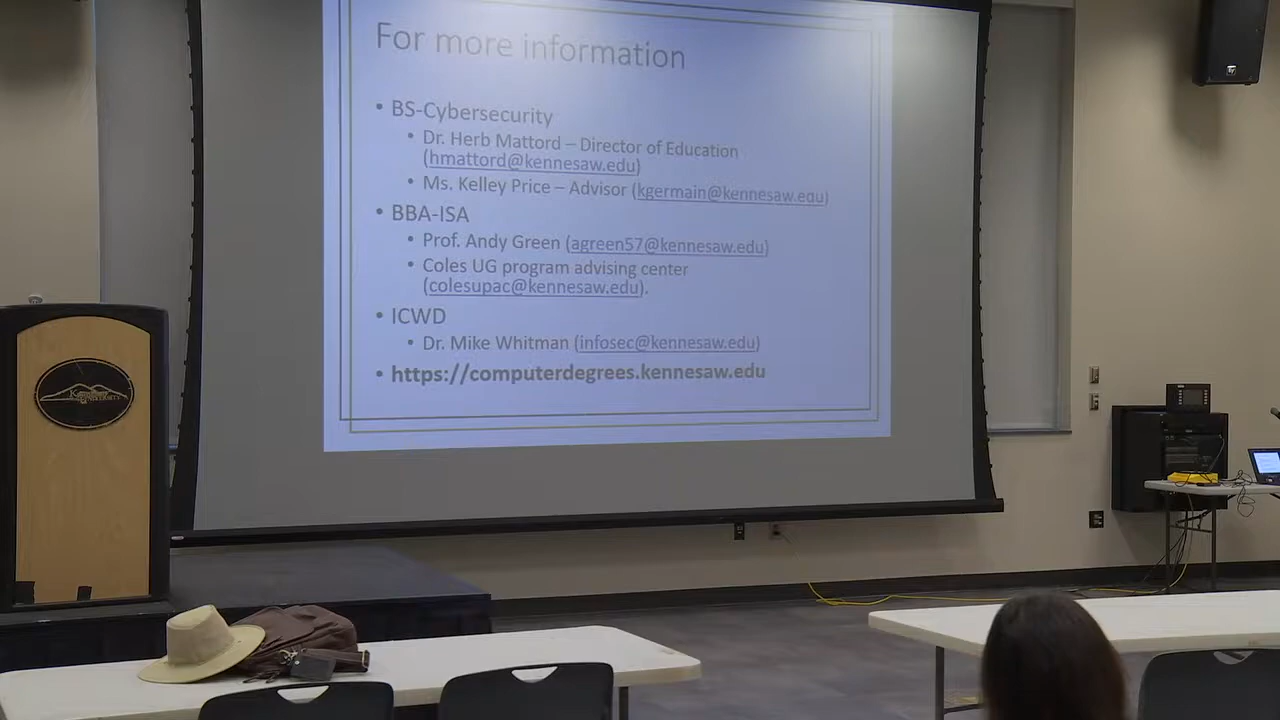 For more information
• BS-Cybersecurity
• Dr. Herb Mattord – Director of Education
(hmattord@kennesaw.edu)
• Ms. Kelley Price – Advisor (kgermain@kennesaw.edu)
• BBA-ISA
• Prof. Andy Green (agreen57@kennesaw.edu)
• Coles UG program advising center
(colesupac@kennesaw.edu).
• ICWD
• Dr. Mike Whitman (infosec@kennesaw.edu)
• https://computerdegrees.kennesaw.edu